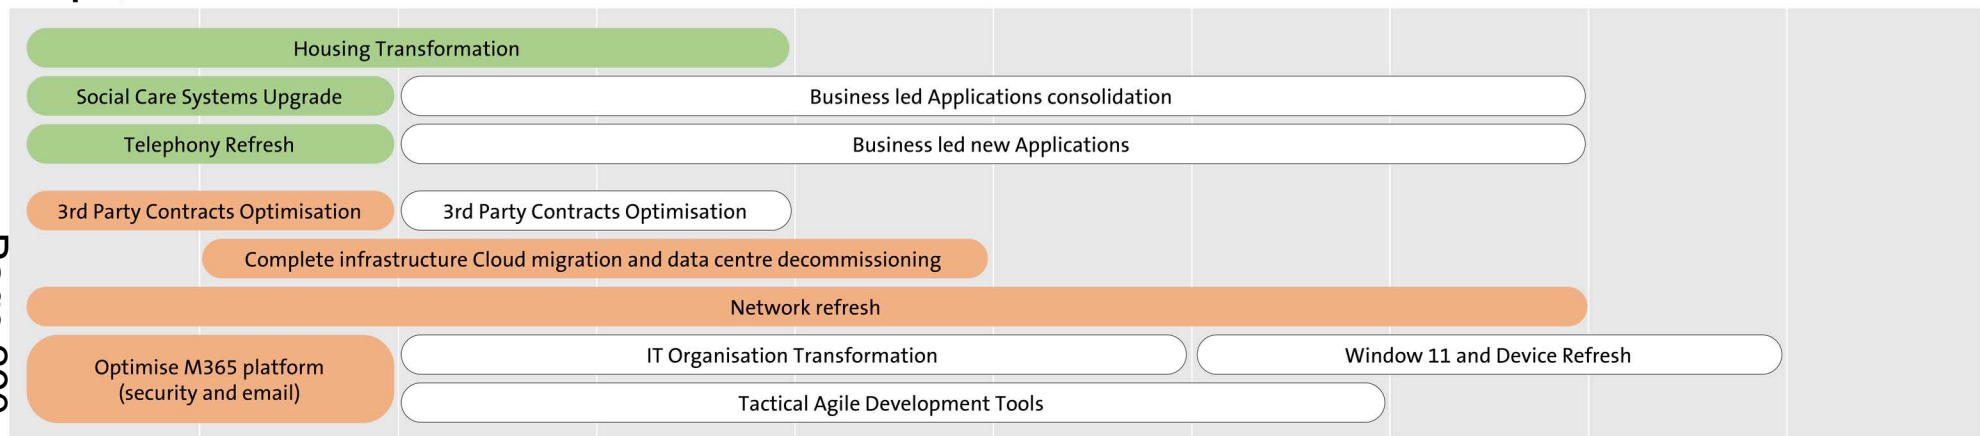 Housing Transformation
Social Care Systems Upgrade
Business led Applications consolidation
Telephony Refresh
Business led new Applications
3rd Party Contracts Optimisation
3rd Party Contracts Optimisation
Complete infrastructure Cloud migration and data centre decommissioning
Network refresh
Optimise M365 platform
(security and email)
IT Organisation Transformation
Window 11 and Device Refresh
Tactical Agile Development Tools